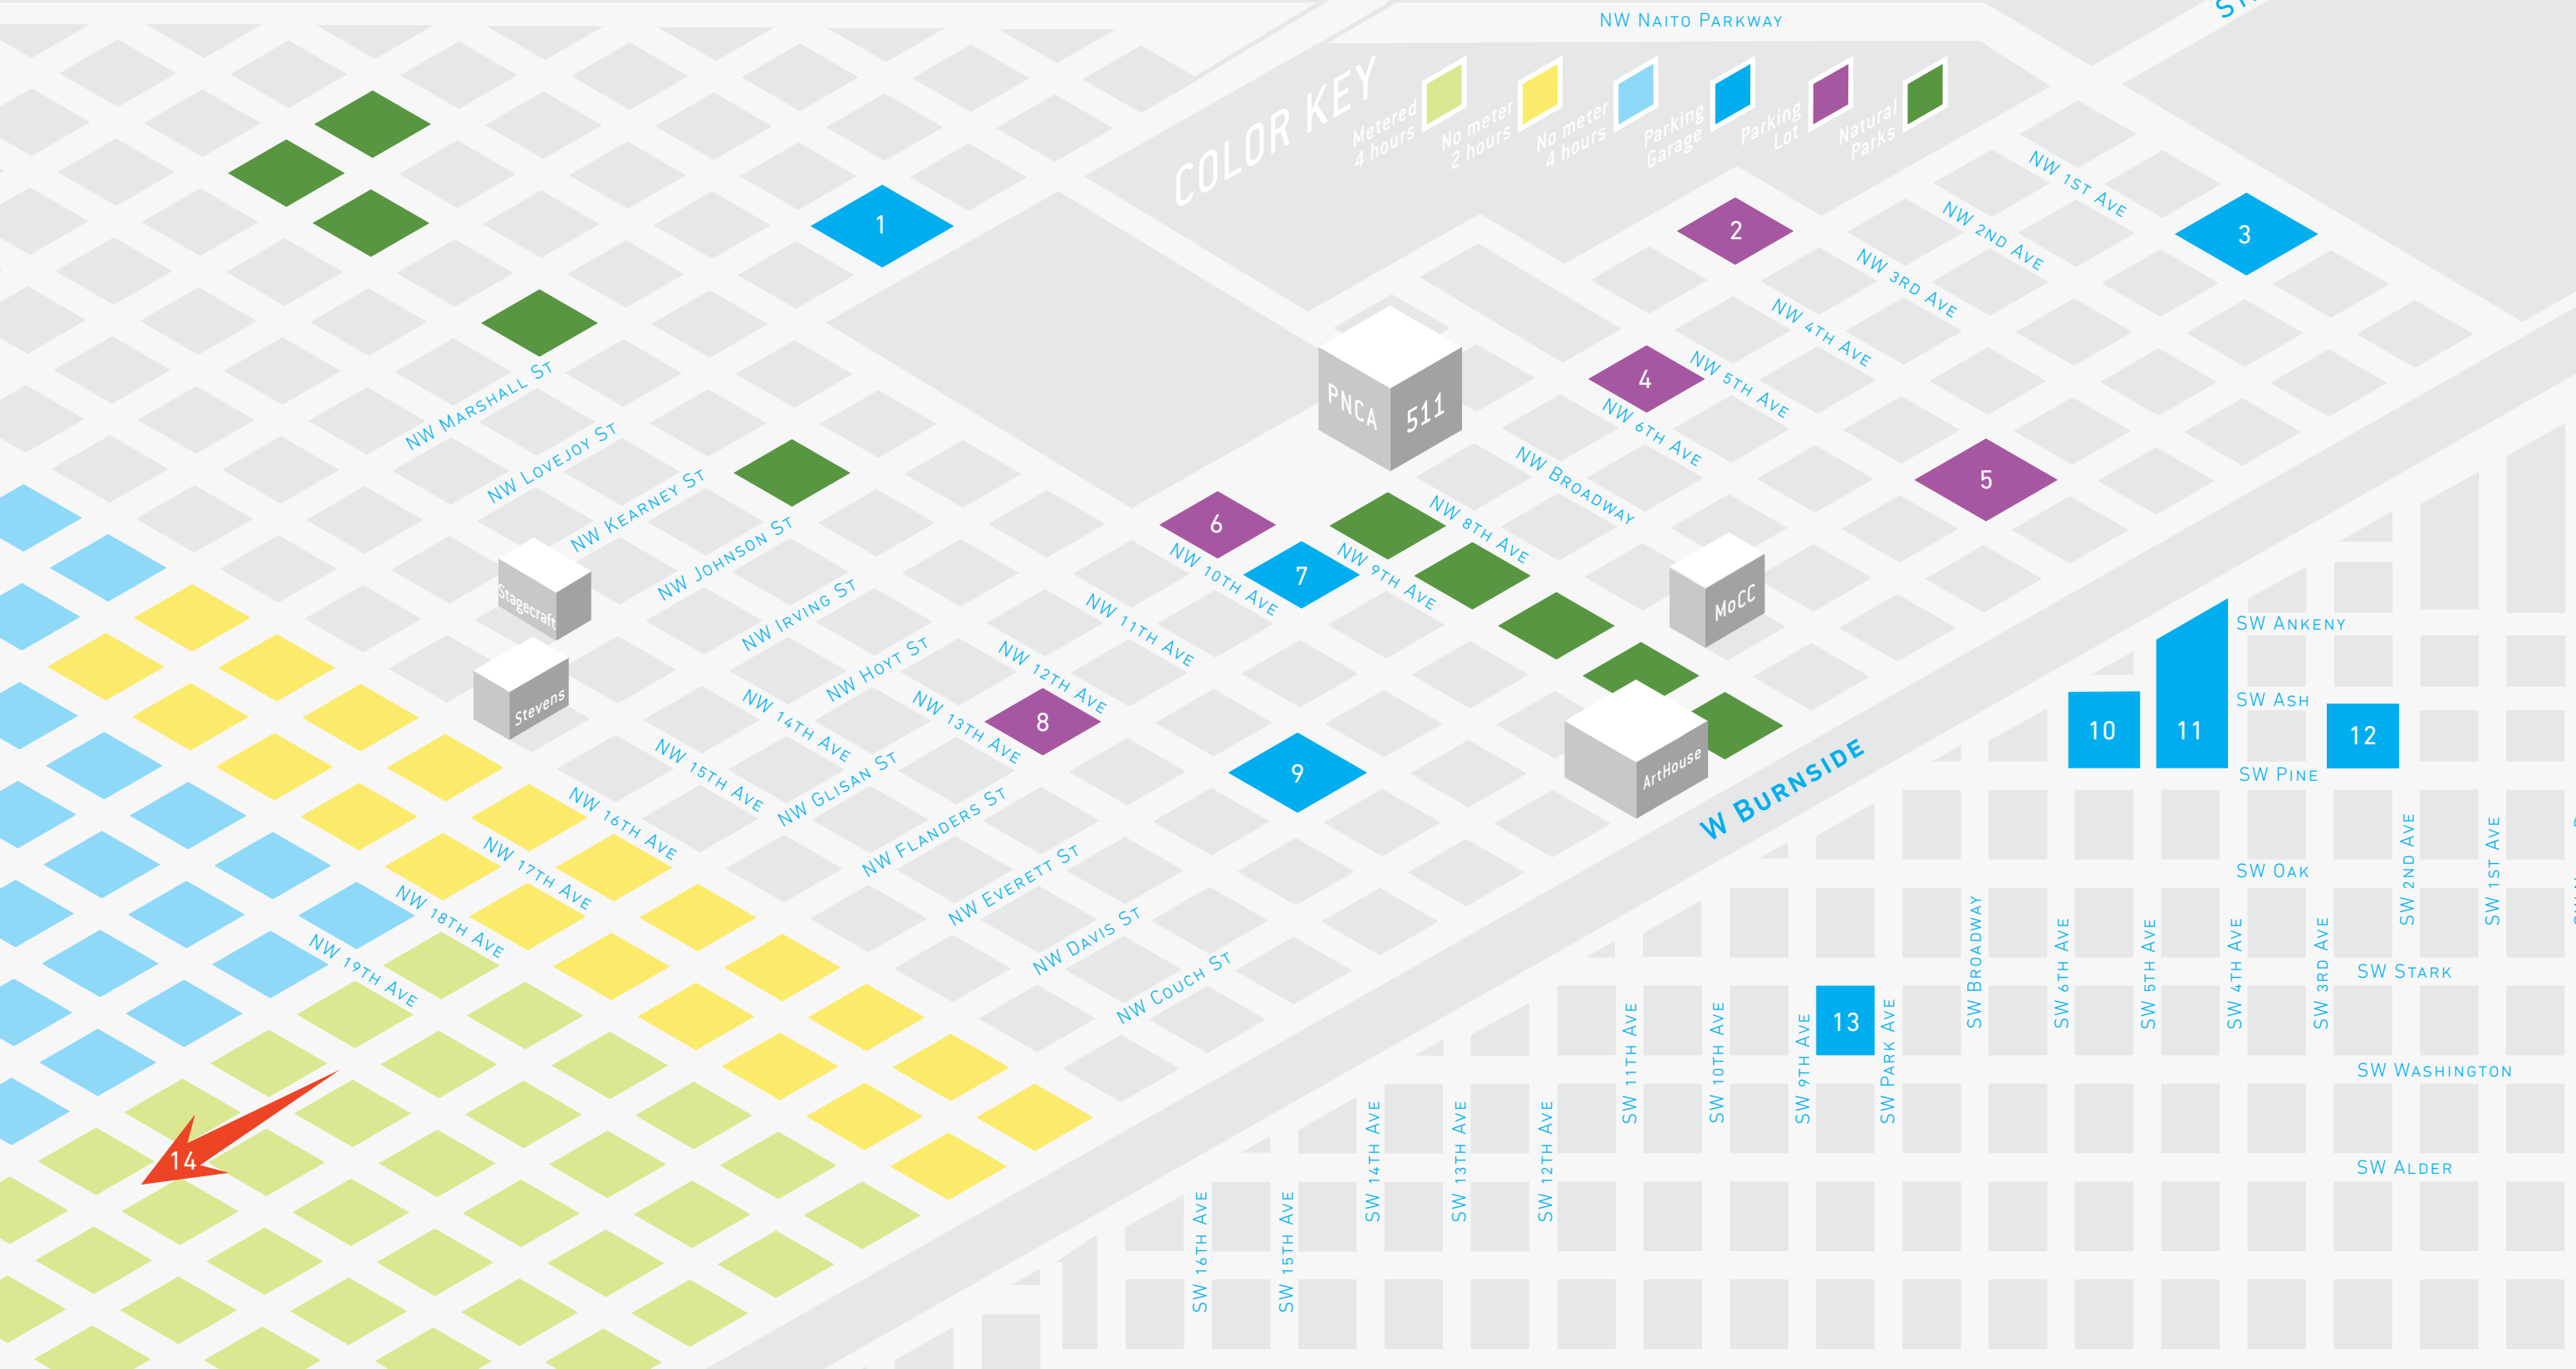 NW Naito Parkway
COLOR KEY
Metered
4 hours
No meter
2 hours
No meter
4 hours
Parking
Garage
Parking
Lot
Natural
Parks
1
2
3
4
5
6
7
8
9
10
11
12
13
14
NW 1st Ave
NW 2nd Ave
NW 3rd Ave
NW 4th Ave
NW 5th Ave
NW 6th Ave
NW Broadway
NW 8th Ave
NW 9th Ave
NW 10th Ave
NW 11th Ave
NW 12th Ave
NW 13th Ave
NW 14th Ave
NW 15th Ave
NW 16th Ave
NW 17th Ave
NW 18th Ave
NW 19th Ave
NW Marshall St
NW Lovejoy St
NW Kearney St
NW Johnson St
NW Irving St
NW Hoyt St
NW Glisan St
NW Flanders St
NW Everett St
NW Davis St
NW Couch St
PNCA
511
Stagecraft
Stevens
MoCC
ArtHouse
W Burnside
SW Ankeny
SW Ash
SW Pine
SW Oak
SW Stark
SW Washington
SW Alder
SW 16th Ave
SW 15th Ave
SW 14th Ave
SW 13th Ave
SW 12th Ave
SW 11th Ave
SW 10th Ave
SW 9th Ave
SW Park Ave
SW Broadway
SW 6th Ave
SW 5th Ave
SW 4th Ave
SW 3rd Ave
SW 2nd Ave
SW 1st Ave